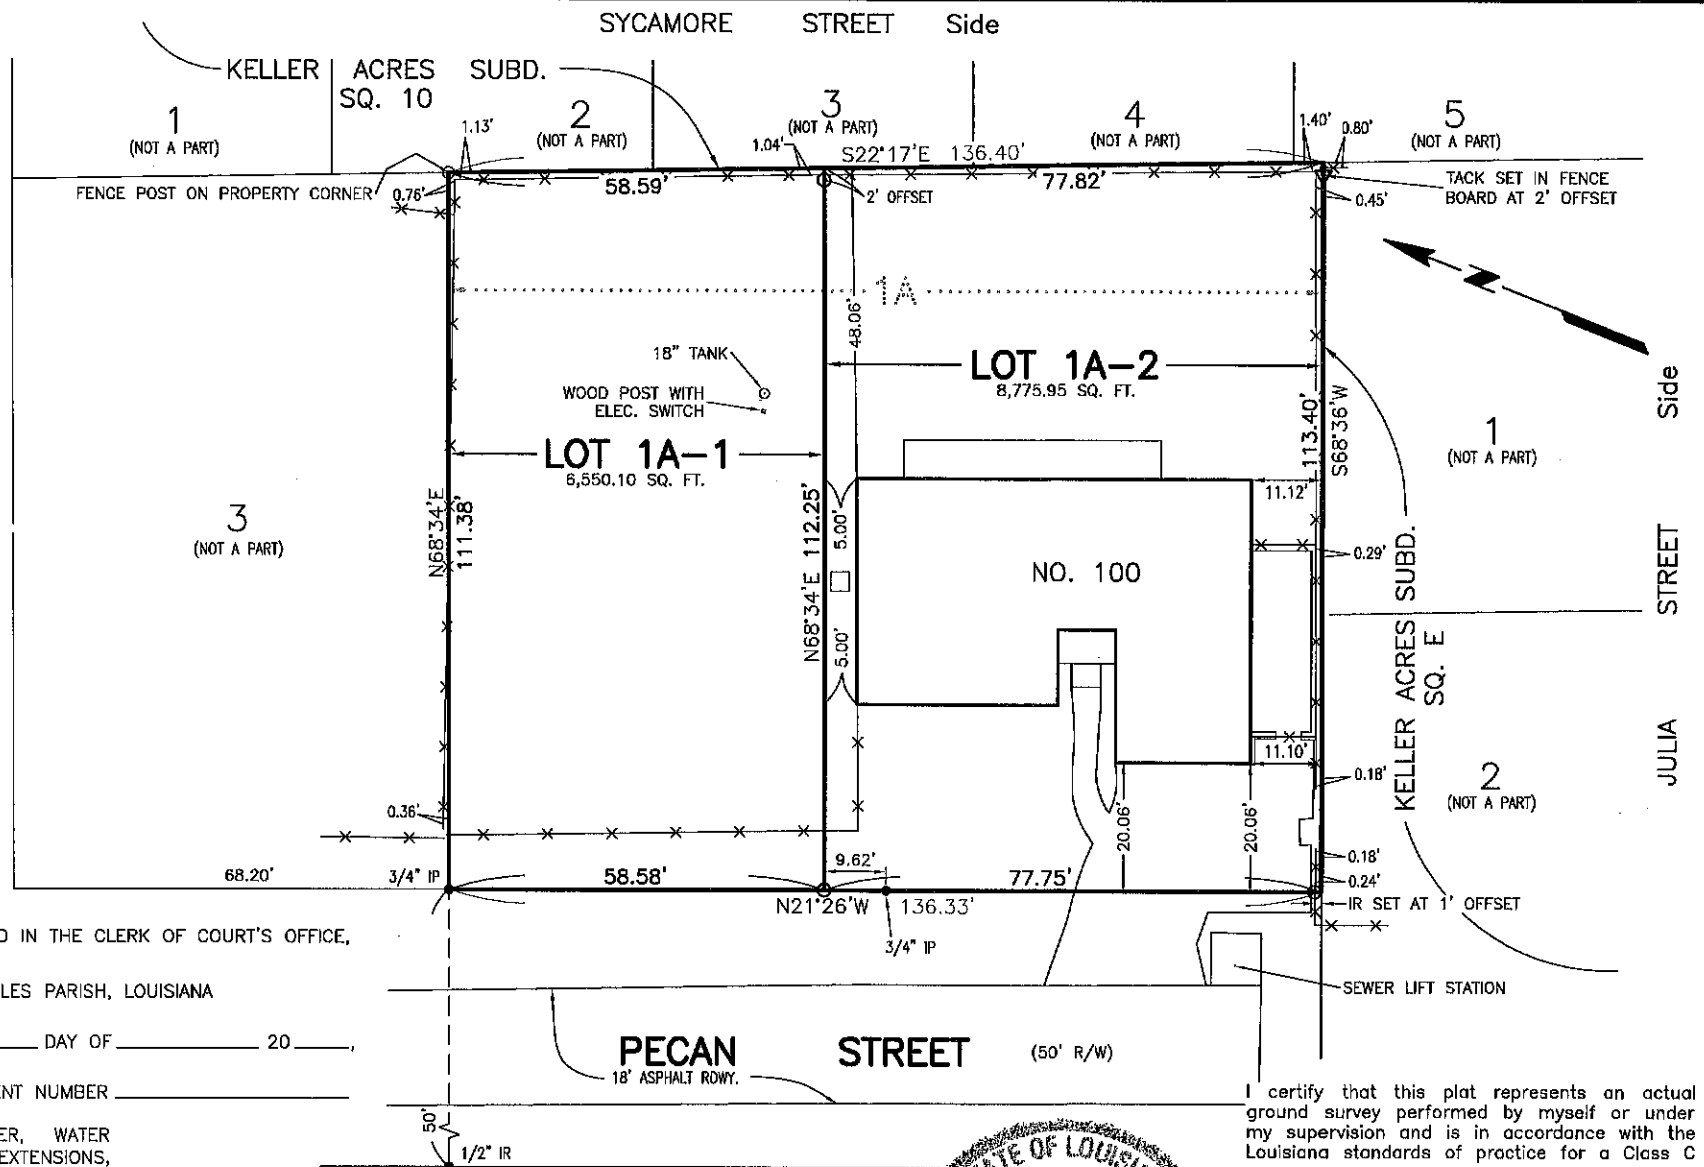 SYCAMORE STREET Side
KELLER ACRES SUBD.
SQ. 10
1
(NOT A PART)
2
(NOT A PART)
3
(NOT A PART)
4
(NOT A PART)
5
(NOT A PART)
1.13'
1.04'
S22°17'E 136.40'
1.40'
0.80'
FENCE POST ON PROPERTY CORNER
0.76'
58.59'
2' OFFSET
77.82'
TACK SET IN FENCE
BOARD AT 2' OFFSET
0.45'
1A
48.06'
18" TANK
WOOD POST WITH
ELEC. SWITCH
LOT 1A-1
6,550.10 SQ. FT.
LOT 1A-2
8,775.95 SQ. FT.
113.40'
S68°36'W
1
(NOT A PART)
JULIA STREET Side
3
(NOT A PART)
N68°34'E
111.38'
N68°34'E 112.25'
5.00'
5.00'
NO. 100
11.12'
0.29'
KELLER ACRES SUBD.
SQ. E
11.10'
0.18'
2
(NOT A PART)
0.36'
20.06'
20.06'
0.18'
0.24'
68.20'
3/4" IP
58.58'
9.62'
77.75'
N21°26'W 136.33'
3/4" IP
IR SET AT 1' OFFSET
SEWER LIFT STATION
D IN THE CLERK OF COURT'S OFFICE,
LES PARISH, LOUISIANA
DAY OF 20 ,
ENT NUMBER
ER, WATER
EXTENSIONS,
PECAN STREET (50' R/W)
18' ASPHALT RDWY.
50'
1/2" IR
I certify that this plat represents an actual
ground survey performed by myself or under
my supervision and is in accordance with the
Louisiana standards of practice for a Class C
ATE OF LOUISI